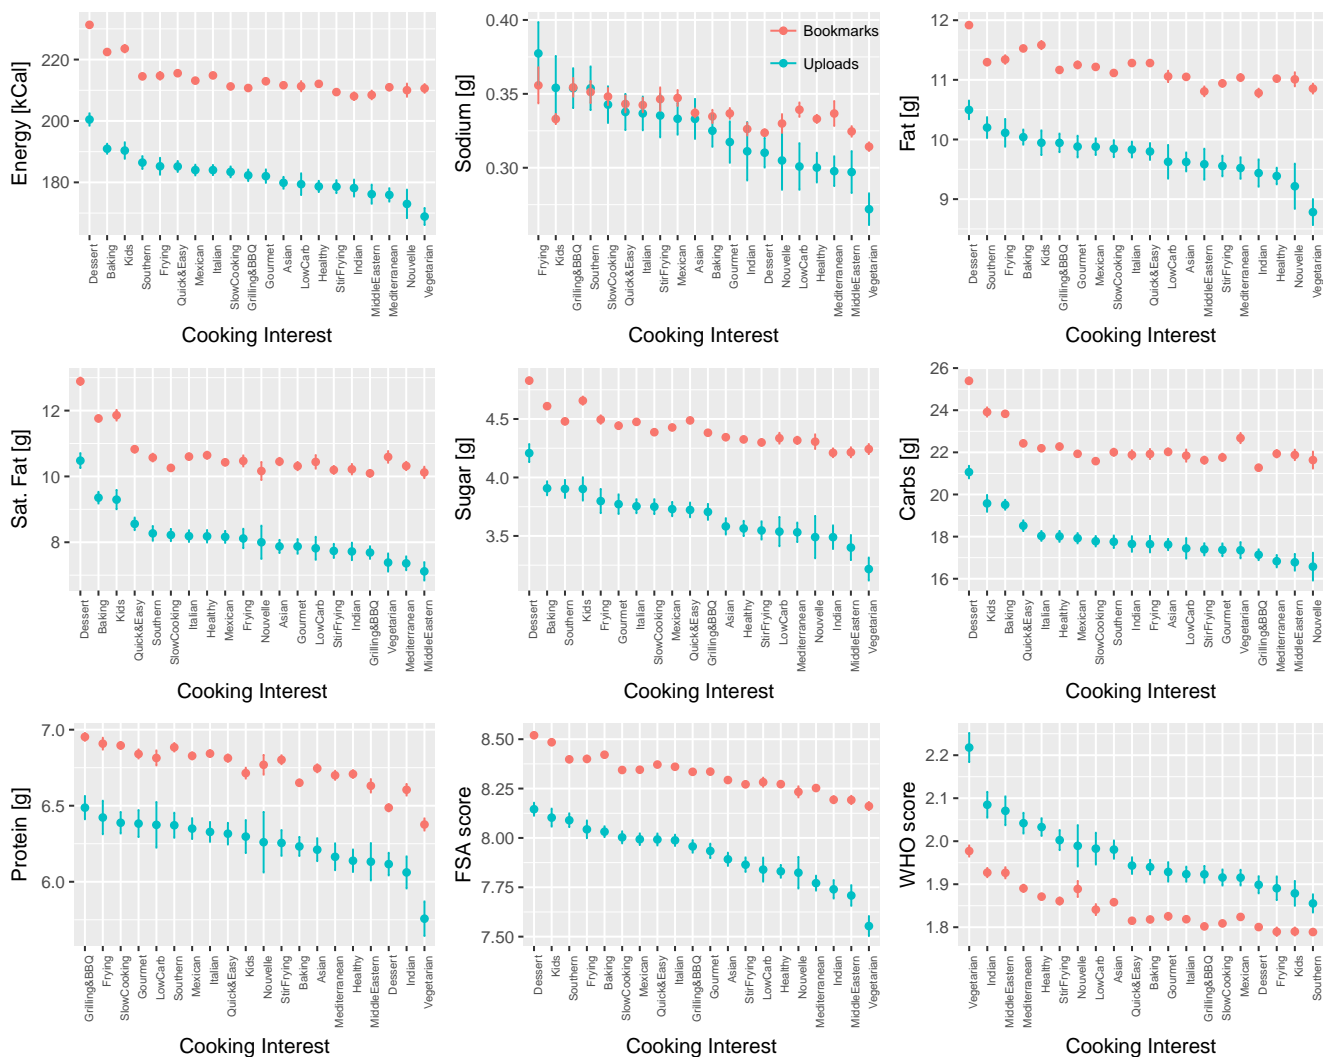 Energy [kCal]
220
200
180
Dessert
Baking
Kids
Southern
Frying
Quick&Easy
Mexican
Italian
SlowCooking
Grilling&BBQ
Gourmet
Asian
LowCarb
Healthy
StirFrying
Indian
MiddleEastern
Mediterranean
Nouvelle
Vegetarian
Cooking Interest
Sodium [g]
0.40
0.35
0.30
Bookmarks
Uploads
Frying
Kids
Grilling&BBQ
Southern
SlowCooking
Quick&Easy
Italian
StirFrying
Mexican
Asian
Baking
Gourmet
Indian
Dessert
Nouvelle
LowCarb
Healthy
Mediterranean
MiddleEastern
Vegetarian
Cooking Interest
Fat [g]
12
11
10
9
Dessert
Southern
Frying
Baking
Kids
Grilling&BBQ
Gourmet
Mexican
SlowCooking
Italian
Quick&Easy
LowCarb
Asian
MiddleEastern
StirFrying
Mediterranean
Indian
Healthy
Nouvelle
Vegetarian
Cooking Interest
Sat. Fat [g]
12
10
8
Dessert
Baking
Kids
Quick&Easy
Southern
SlowCooking
Italian
Healthy
Mexican
Frying
Nouvelle
Asian
Gourmet
LowCarb
StirFrying
Indian
Grilling&BBQ
Vegetarian
Mediterranean
MiddleEastern
Cooking Interest
Sugar [g]
4.5
4.0
3.5
Dessert
Baking
Southern
Kids
Frying
Gourmet
Italian
SlowCooking
Mexican
Quick&Easy
Grilling&BBQ
Asian
Healthy
Indian
StirFrying
LowCarb
Mediterranean
Nouvelle
Indian
MiddleEastern
Vegetarian
Cooking Interest
Carbs [g]
26
24
22
20
18
16
Dessert
Kids
Baking
Quick&Easy
Italian
Healthy
Mexican
SlowCooking
Southern
Indian
Frying
Asian
LowCarb
StirFrying
Gourmet
Vegetarian
Grilling&BBQ
Mediterranean
MiddleEastern
Nouvelle
Cooking Interest
Protein [g]
7.0
6.5
6.0
Grilling&BBQ
Frying
SlowCooking
Gourmet
LowCarb
Southern
Mexican
Italian
Quick&Easy
Kids
Nouvelle
StirFrying
Baking
Asian
Mediterranean
Healthy
MiddleEastern
Dessert
Indian
Vegetarian
Cooking Interest
FSA score
8.50
8.25
8.00
7.75
7.50
Dessert
Kids
Southern
Frying
Baking
SlowCooking
Mexican
Quick&Easy
Italian
Grilling&BBQ
Gourmet
Asian
StirFrying
LowCarb
Healthy
Nouvelle
Mediterranean
Indian
MiddleEastern
Vegetarian
Cooking Interest
WHO score
2.2
2.1
2.0
1.9
1.8
Vegetarian
Indian
MiddleEastern
Mediterranean
Healthy
StirFrying
Nouvelle
LowCarb
Asian
Quick&Easy
Baking
Gourmet
Italian
Grilling&BBQ
SlowCooking
Mexican
Dessert
Frying
Kids
Southern
Cooking Interest